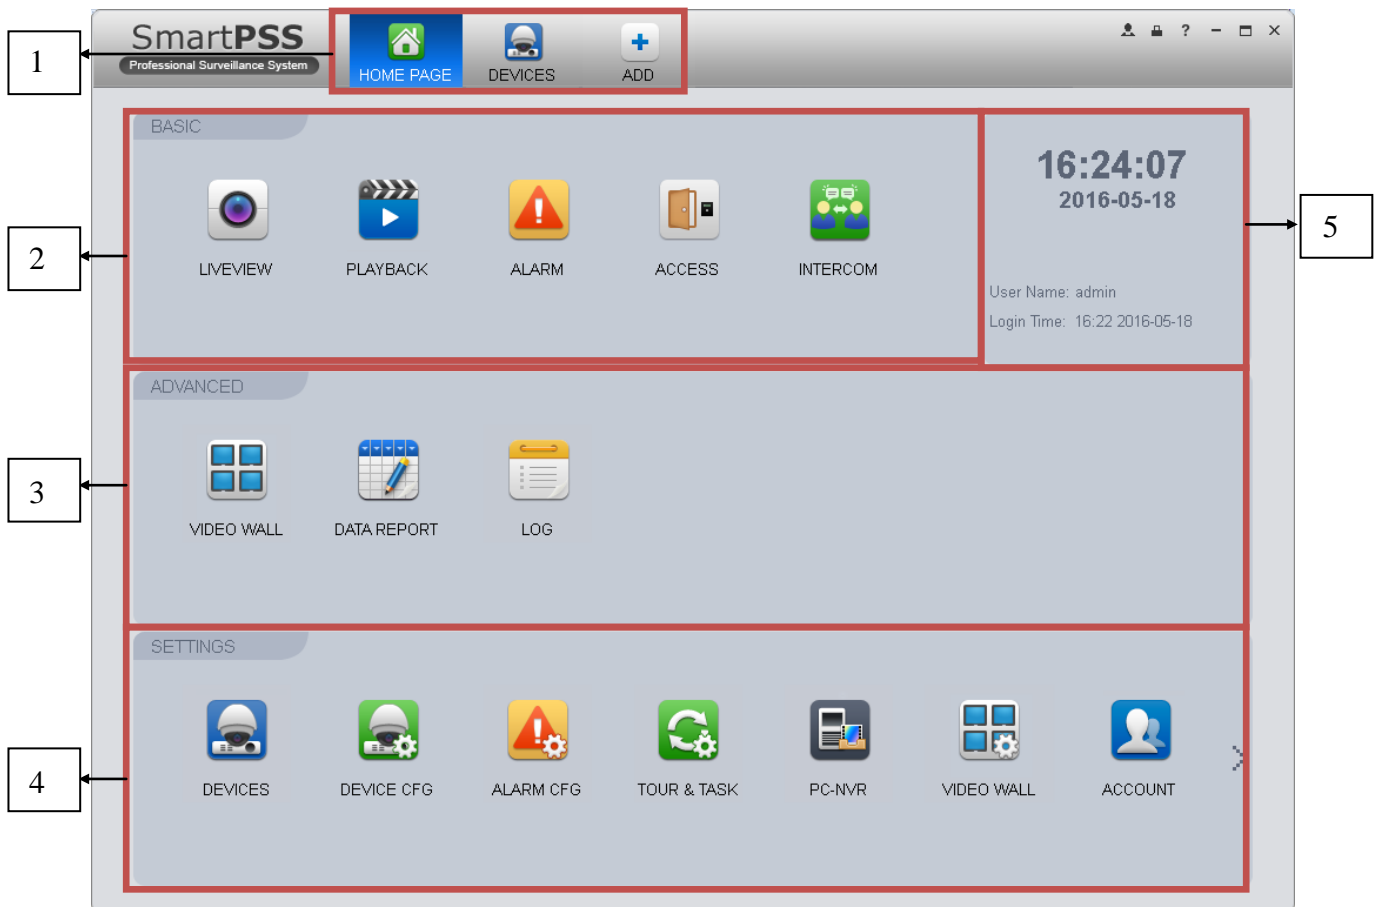 1
SmartPSS
Professional Surveillance System
HOME PAGE
DEVICES
ADD
?
BASIC
LIVEVIEW
PLAYBACK
ALARM
ACCESS
INTERCOM
2
16:24:07
2016-05-18
User Name: admin
Login Time: 16:22 2016-05-18
5
ADVANCED
VIDEO WALL
DATA REPORT
LOG
3
SETTINGS
DEVICES
DEVICE CFG
ALARM CFG
TOUR & TASK
PC-NVR
VIDEO WALL
ACCOUNT
4